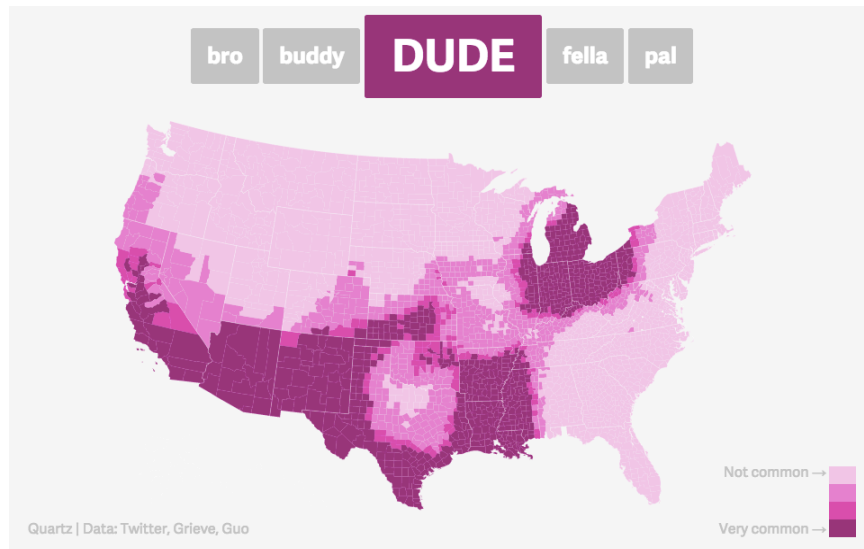 bro buddy DUDE fella pal
Not common →
Very common →
Quartz | Data: Twitter, Grieve, Guo